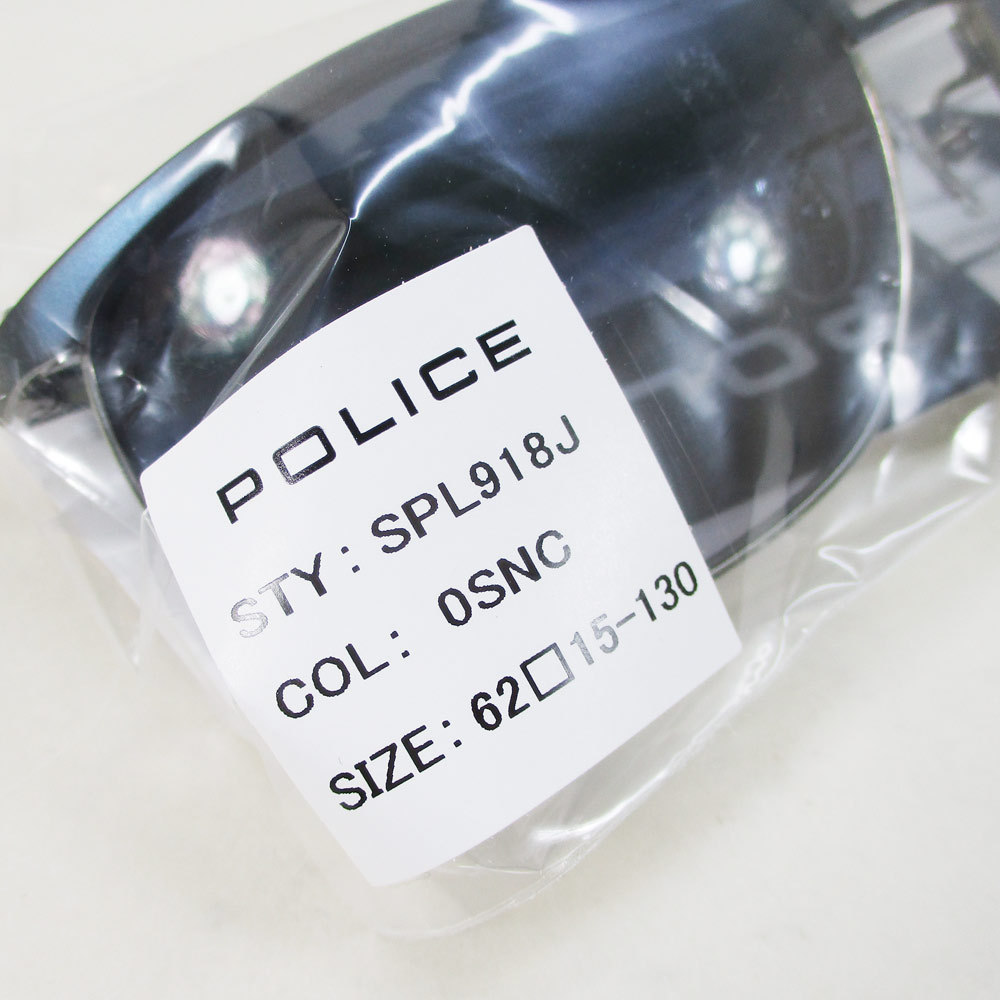 POLICE
STY: SPL918J
COL: 0SNC
SIZE: 62□15-130